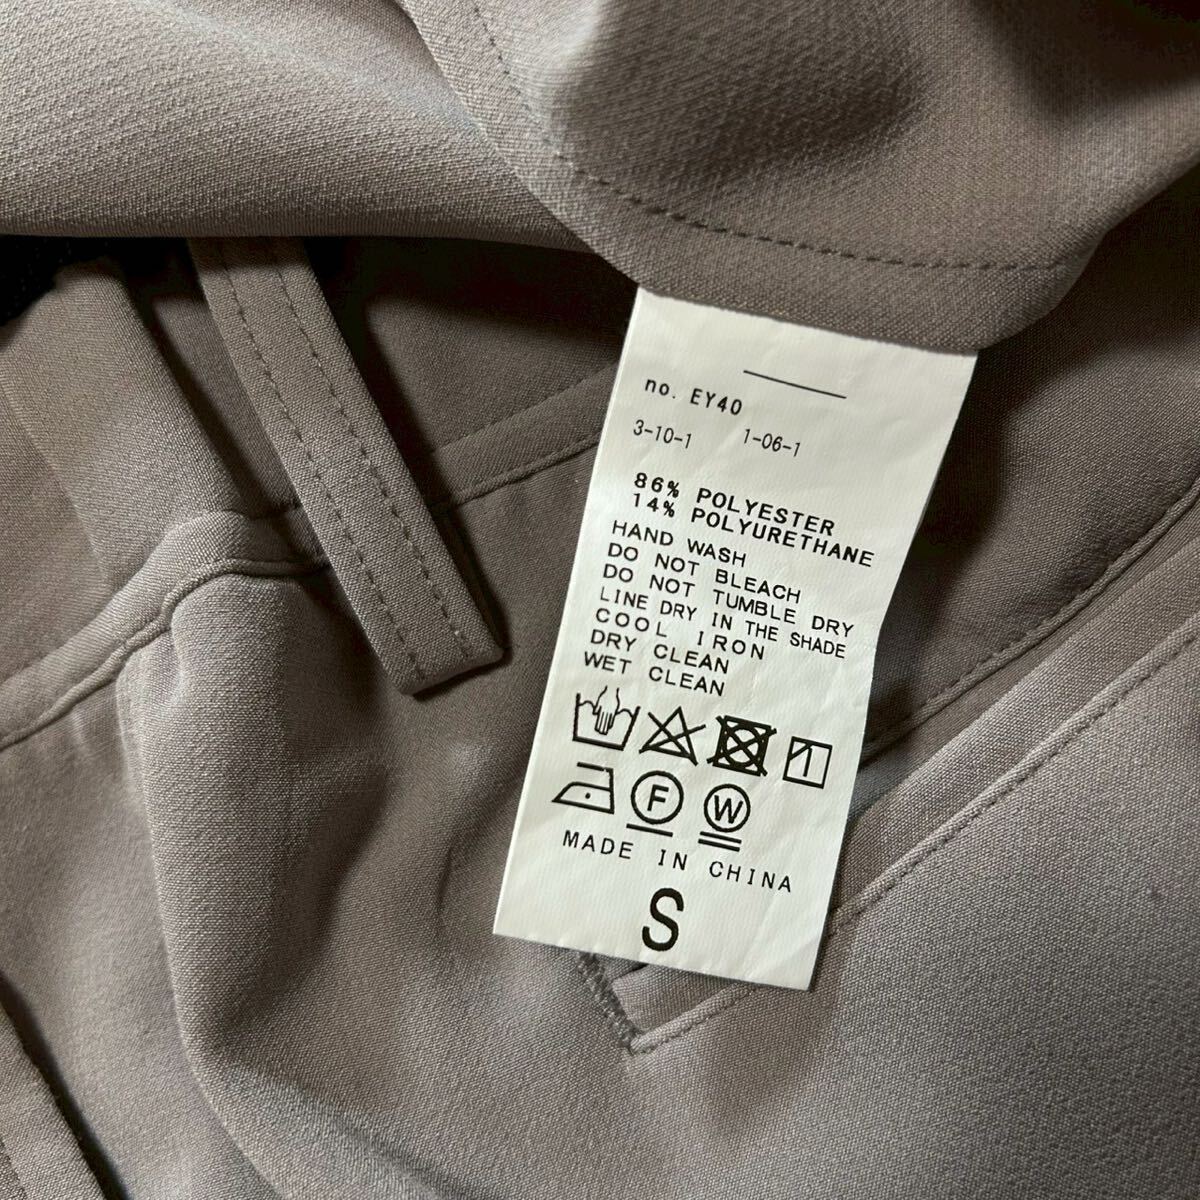 no. EY40
3-10-1 1-06-1
86% POLYESTER
14% POLYURETHANE
HAND WASH
DO NOT BLEACH
DO NOT TUMBLE DRY
LINE DRY IN THE SHADE
COOL IRON
DRY CLEAN
WET CLEAN
F W
MADE IN CHINA
S